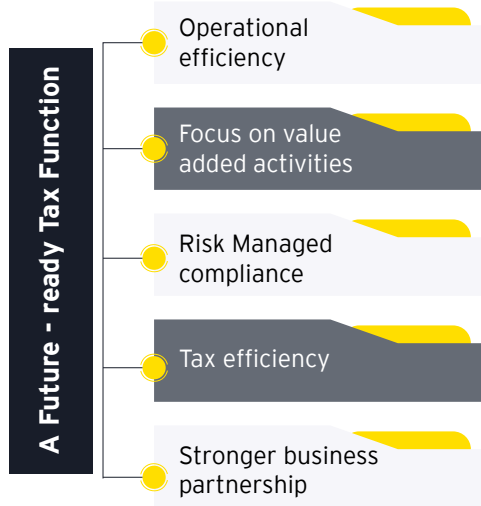 A Future - ready Tax Function
Operational
efficiency
Focus on value
added activities
Risk Managed
compliance
Tax efficiency
Stronger business
partnership